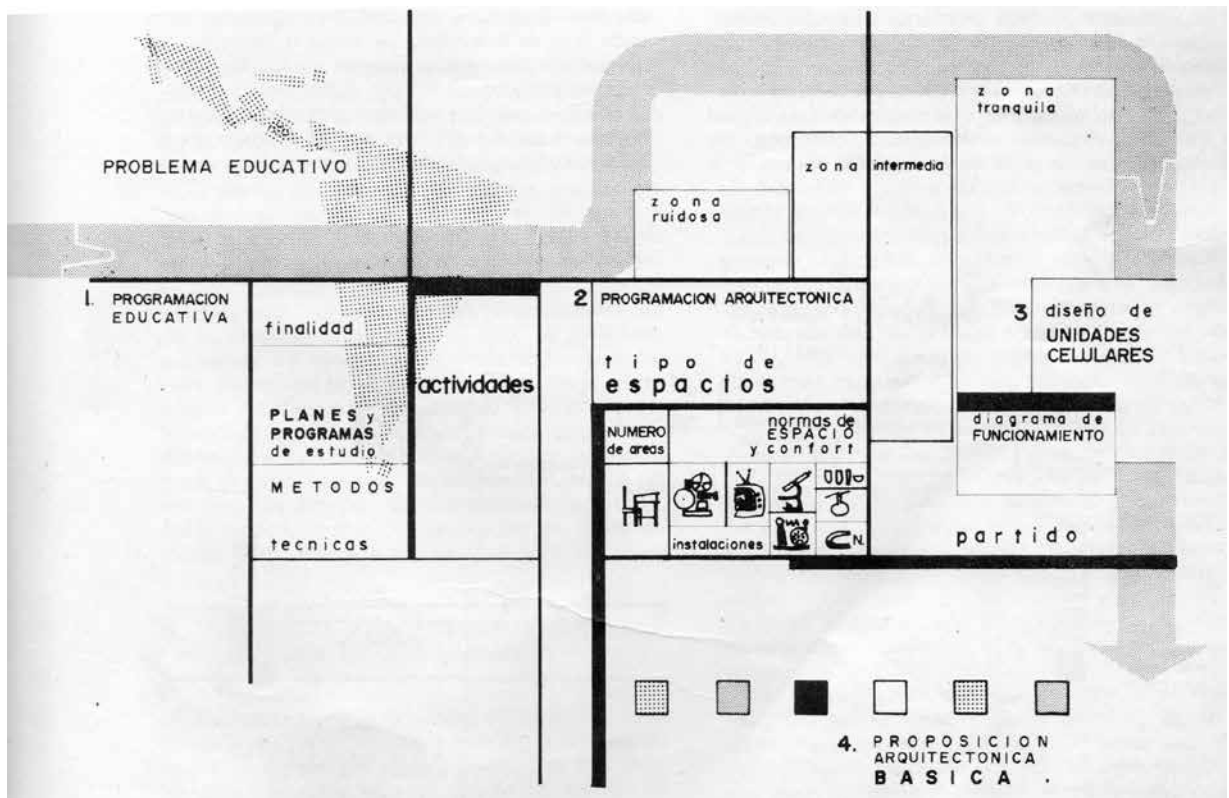 PROBLEMA EDUCATIVO
zona
tranquila
zona intermedia
zona
ruidosa
1. PROGRAMACION
EDUCATIVA
finalidad
PLANES y
PROGRAMAS
de estudio
METODOS
tecnicas
actividades
2 PROGRAMACION ARQUITECTONICA
tipo de
espacios
NUMERO
de areas
normas de
ESPACIO
y confort
instalaciones
N.
3 diseño de
UNIDADES
CELULARES
diagrama de
FUNCIONAMIENTO
partido
4. PROPOSICION
ARQUITECTONICA
BASICA .